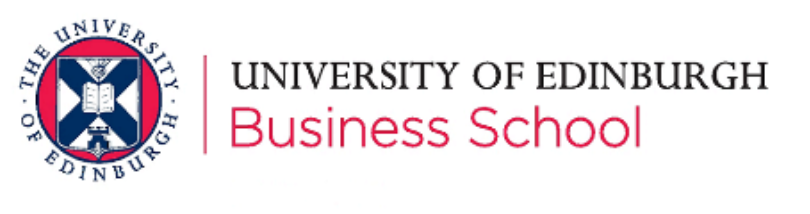 THE UNIVERSITY OF EDINBURGH
UNIVERSITY OF EDINBURGH
Business School